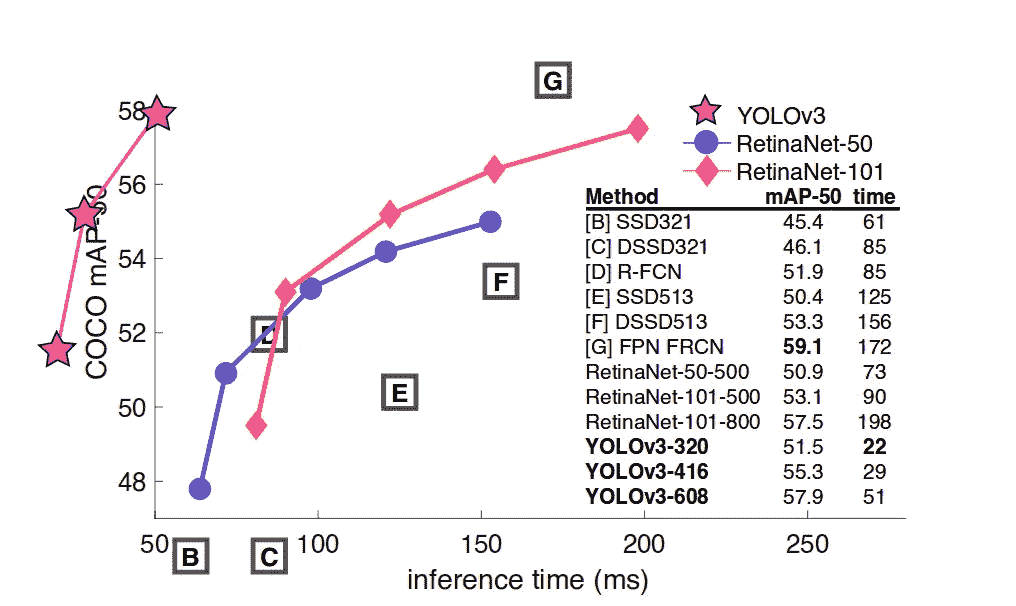 G
58
56
54
52
50
48
COCO mAP-50
D
F
E
B
C
50
100
150
200
250
inference time (ms)
YOLOv3
RetinaNet-50
RetinaNet-101
Method mAP-50 time
[B] SSD321 45.4 61
[C] DSSD321 46.1 85
[D] R-FCN 51.9 85
[E] SSD513 50.4 125
[F] DSSD513 53.3 156
[G] FPN FRCN 59.1 172
RetinaNet-50-500 50.9 73
RetinaNet-101-500 53.1 90
RetinaNet-101-800 57.5 198
YOLOv3-320 51.5 22
YOLOv3-416 55.3 29
YOLOv3-608 57.9 51